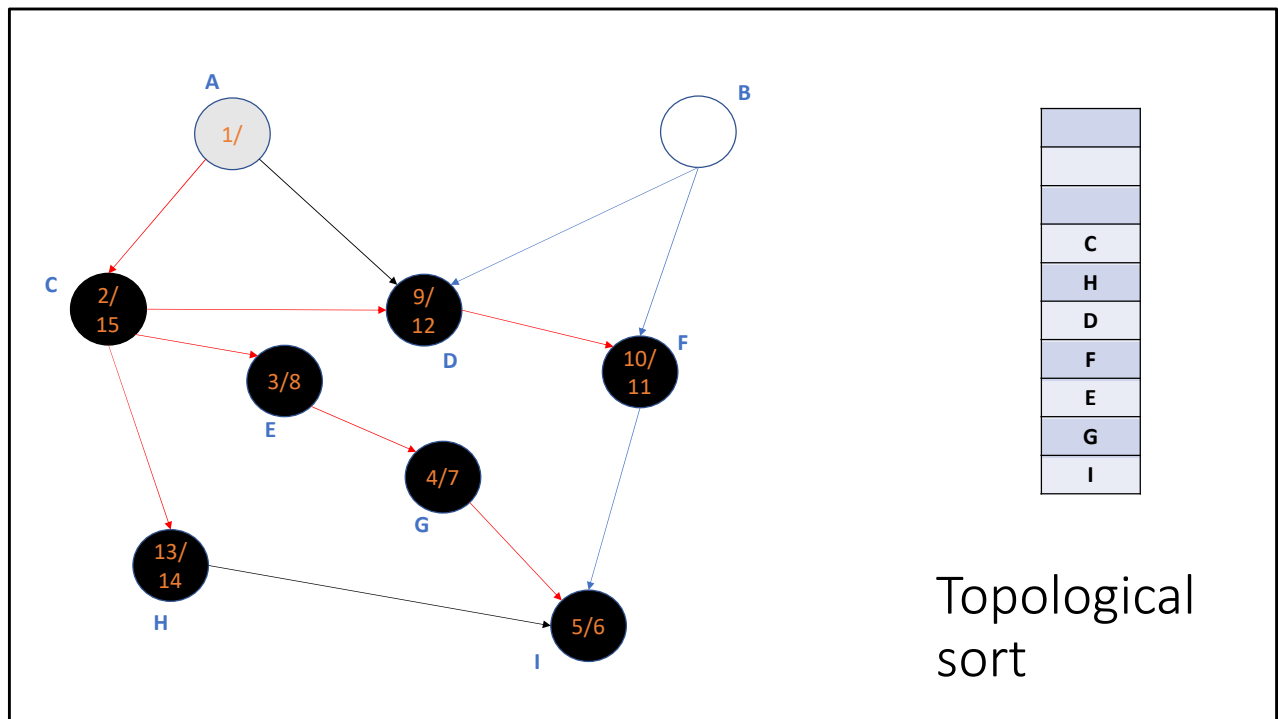 A
B
1/
C
2/
15
9/
12
D
F
10/
11
3/8
E
4/7
G
13/
14
H
5/6
I
C
H
D
F
E
G
I
Topological
sort